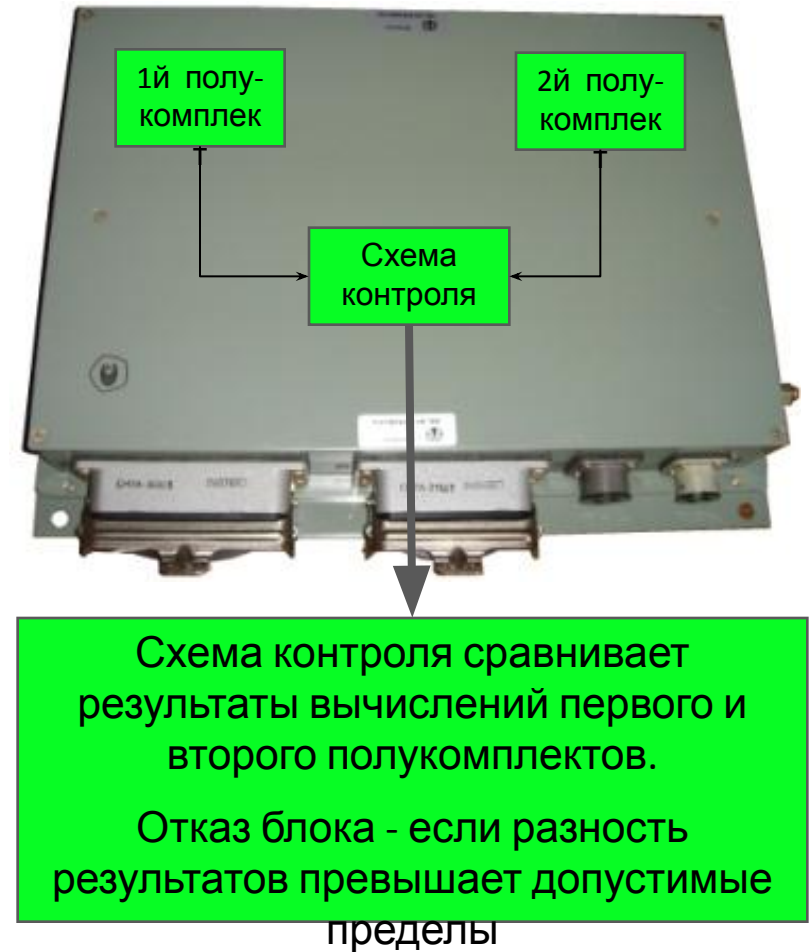 1й полу-
комплек
2й полу-
комплек
Схема
контроля
Схема контроля сравнивает
результаты вычислений первого и
второго полукомплектов.
Отказ блока - если разность
результатов превышает допустимые
пределы